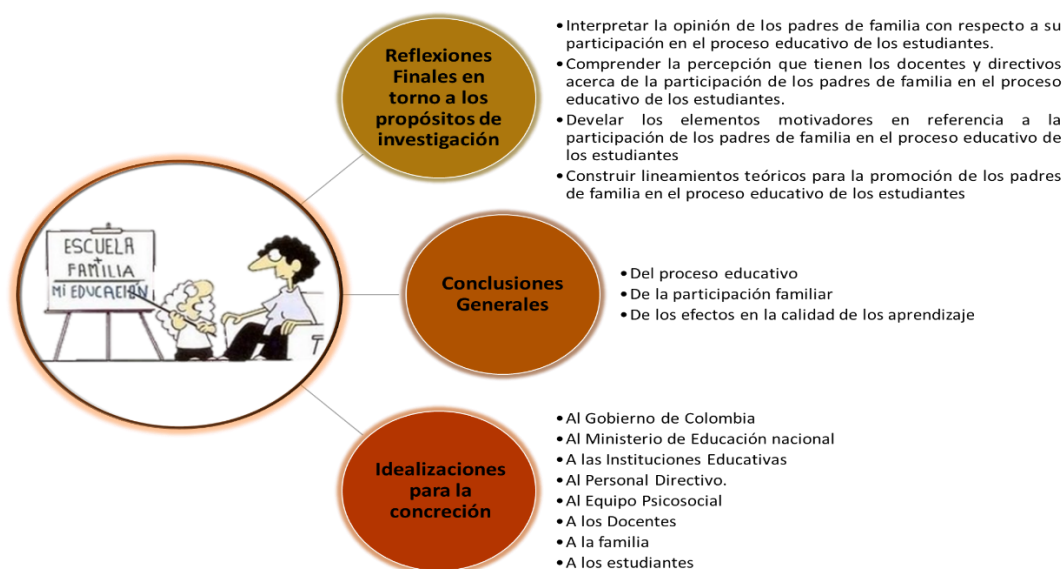 ESCUELA
+
FAMILIA
MI EDUCACIÓN
T
Reflexiones
Finales en
torno a los
propósitos de
investigación
• Interpretar la opinión de los padres de familia con respecto a su
participación en el proceso educativo de los estudiantes.
• Comprender la percepción que tienen los docentes y directivos
acerca de la participación de los padres de familia en el proceso
educativo de los estudiantes.
• Develar los elementos motivadores en referencia a la
participación de los padres de familia en el proceso educativo de
los estudiantes
• Construir lineamientos teóricos para la promoción de los padres
de familia en el proceso educativo de los estudiantes
Conclusiones
Generales
• Del proceso educativo
• De la participación familiar
• De los efectos en la calidad de los aprendizaje
Idealizaciones
para la
concreción
• Al Gobierno de Colombia
• Al Ministerio de Educación nacional
• A las Instituciones Educativas
• Al Personal Directivo.
• Al Equipo Psicosocial
• A los Docentes
• A la familia
• A los estudiantes